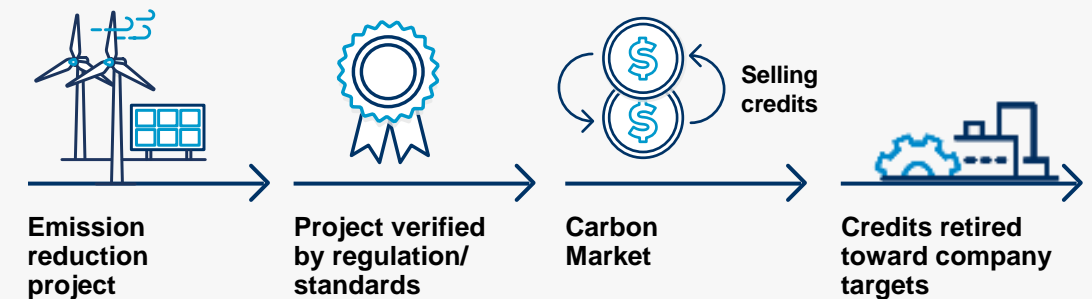 $
$
Selling
credits
Emission
reduction
project
Project verified
by regulation/
standards
Carbon
Market
Credits retired
toward company
targets